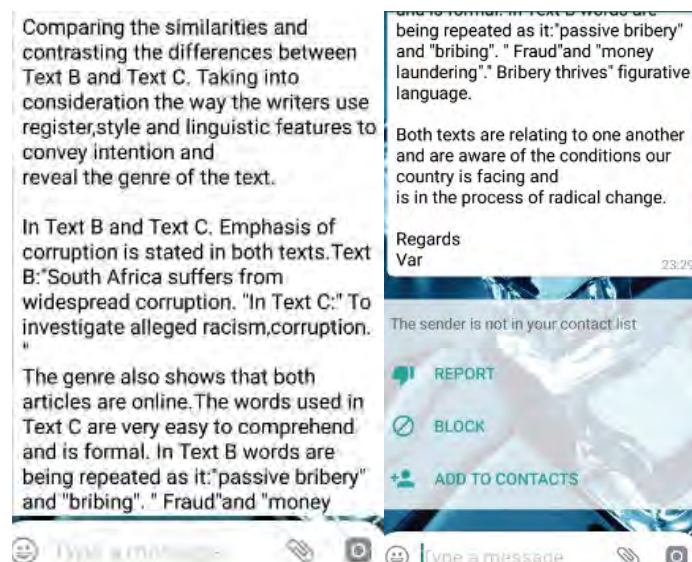 Comparing the similarities and
contrasting the differences between
Text B and Text C. Taking into
consideration the way the writers use
register,style and linguistic features to
convey intention and
reveal the genre of the text.
In Text B and Text C. Emphasis of
corruption is stated in both texts.Text
B:"South Africa suffers from
widespread corruption. "In Text C:" To
investigate alleged racism,corruption.
"
The genre also shows that both
articles are online.The words used in
Text C are very easy to comprehend
and is formal. In Text B words are
being repeated as it:"passive bribery"
and "bribing". " Fraud"and "money
Type a message
and is formal. In Text B words are
being repeated as it:"passive bribery"
and "bribing". " Fraud"and "money
laundering"." Bribery thrives" figurative
language.
Both texts are relating to one another
and are aware of the conditions our
country is facing and
is in the process of radical change.
Regards
Var
23:29
The sender is not in your contact list
REPORT
BLOCK
ADD TO CONTACTS
Type a message